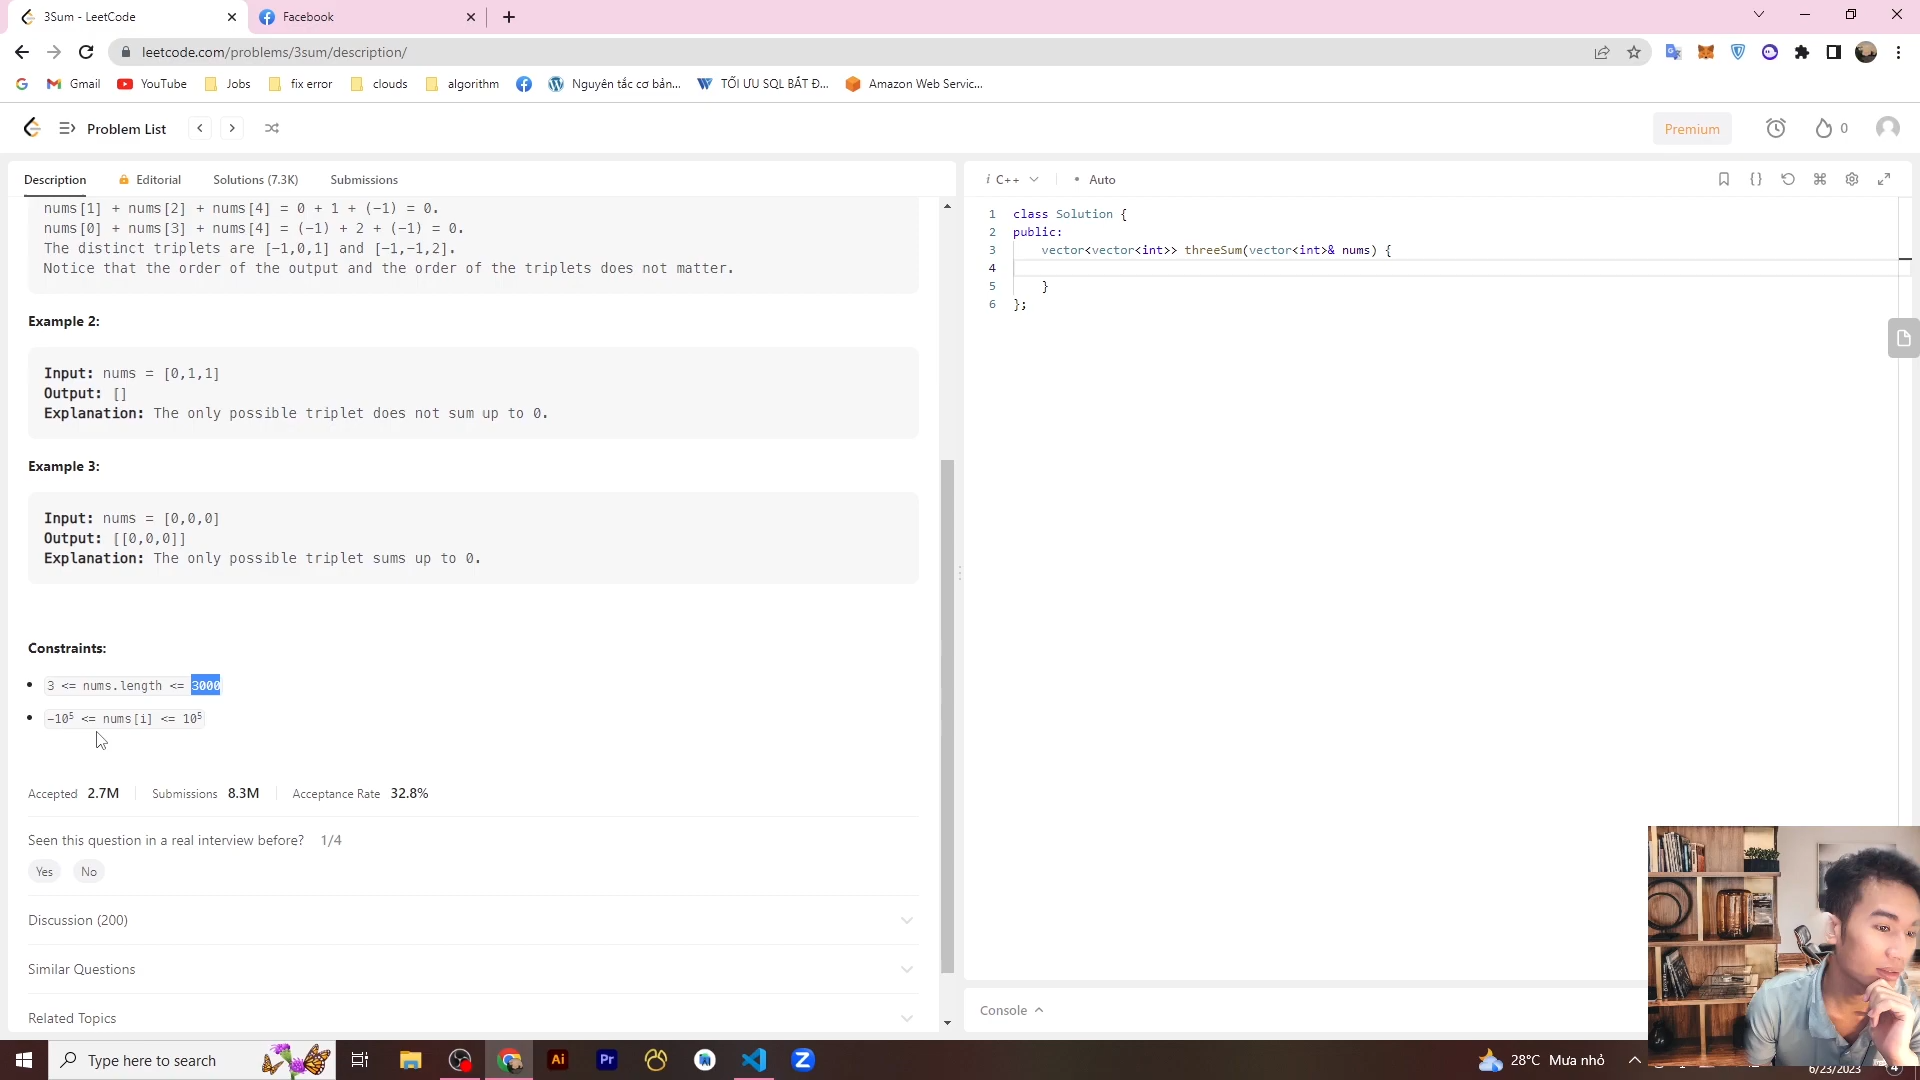 3Sum - LeetCode
Facebook
leetcode.com/problems/3sum/description/
Gmail
YouTube
Jobs
fix error
clouds
algorithm
Nguyên tắc cơ bản...
TỐI ƯU SQL BẮT Đ...
Amazon Web Servic...
Problem List
Premium
0
Description
Editorial
Solutions (7.3K)
Submissions
i C++
• Auto
nums[1] + nums[2] + nums[4] = 0 + 1 + (-1) = 0.
nums[0] + nums[3] + nums[4] = (-1) + 2 + (-1) = 0.
The distinct triplets are [-1,0,1] and [-1,-1,2].
Notice that the order of the output and the order of the triplets does not matter.
Example 2:
Input: nums = [0,1,1]
Output: []
Explanation: The only possible triplet does not sum up to 0.
Example 3:
Input: nums = [0,0,0]
Output: [[0,0,0]]
Explanation: The only possible triplet sums up to 0.
Constraints:
• 3 <= nums.length <= 3000
• -10⁵ <= nums[i] <= 10⁵
Accepted 2.7M
Submissions 8.3M
Acceptance Rate 32.8%
Seen this question in a real interview before? 1/4
Yes
No
Discussion (200)
Similar Questions
Related Topics
1 class Solution {
2 public:
3 vector<vector<int>> threeSum(vector<int>& nums) {
4
5 }
6 };
Console
Type here to search
Ai
Pr
28°C Mưa nhỏ
6/23/2023
4